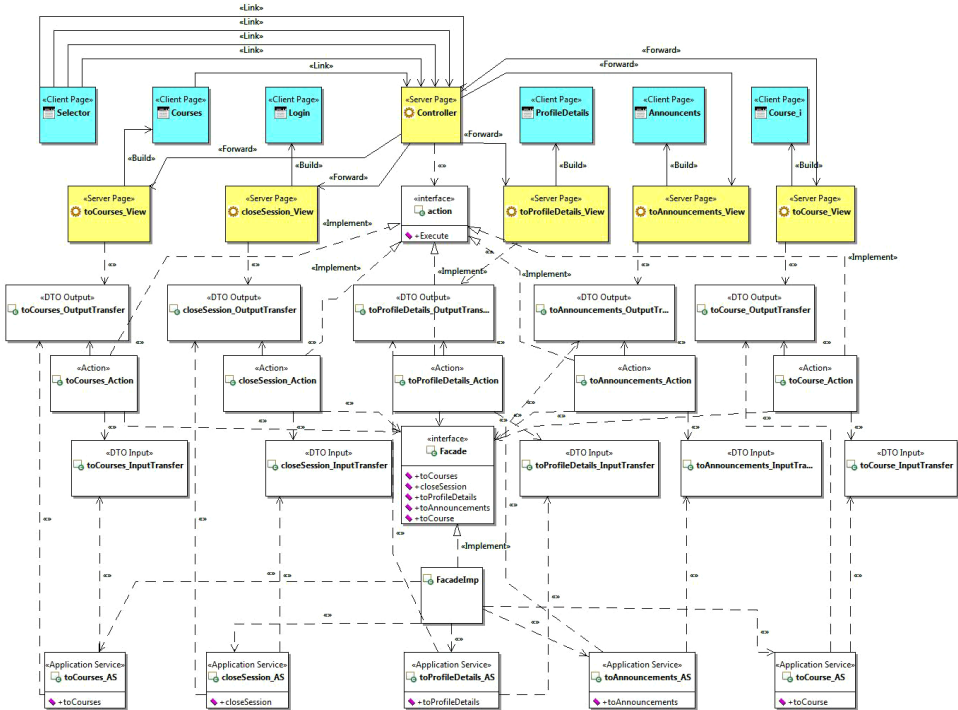 «Link»
«Link»
«Link»
«Link»
«Link»
«Forward»
«Forward»
«Client Page»
Selector
«Client Page»
Courses
«Client Page»
Login
«Server Page»
Controller
«Client Page»
ProfileDetails
«Client Page»
Announcents
«Client Page»
Course_i
«Forward»
«Build»
«Forward»
«Build»
«Forward»
«»
«Build»
«Build»
«Build»
«Server Page»
toCourses_View
«Server Page»
closeSession_View
«interface»
action
+Execute
«Server Page»
toProfileDetails_View
«Server Page»
toAnnouncements_View
«Server Page»
toCourse_View
«Implement»
«Implement»
«Implement»
«Implement»
«Implement»
«»
«»
«»
«»
«DTO Output»
toCourses_OutputTransfer
«DTO Output»
closeSession_OutputTransfer
«DTO Output»
toProfileDetails_OutputTrans...
«DTO Output»
toAnnouncements_OutputTr...
«DTO Output»
toCourse_OutputTransfer
«»
«»
«»
«»
«»
«Action»
toCourses_Action
«Action»
closeSession_Action
«Action»
toProfileDetails_Action
«Action»
toAnnouncements_Action
«Action»
toCourse_Action
«»
«»
«»
«»
«»
«»
«»
«»
«»
«»
«»
«DTO Input»
toCourses_InputTransfer
«DTO Input»
closeSession_InputTransfer
«interface»
Facade
+toCourses
+closeSession
+toProfileDetails
+toAnnouncements
+toCourse
«DTO Input»
toProfileDetails_InputTransfer
«DTO Input»
toAnnouncements_InputTra...
«DTO Input»
toCourse_InputTransfer
«»
«»
«»
«»
«Implement»
«»
«»
«»
«»
FacadeImp
«»
«»
«»
«»
«»
«Application Service»
toCourses_AS
+toCourses
«Application Service»
closeSession_AS
+closeSession
«Application Service»
toProfileDetails_AS
+toProfileDetails
«Application Service»
toAnnouncements_AS
+toAnnouncements
«Application Service»
toCourse_AS
+toCourse